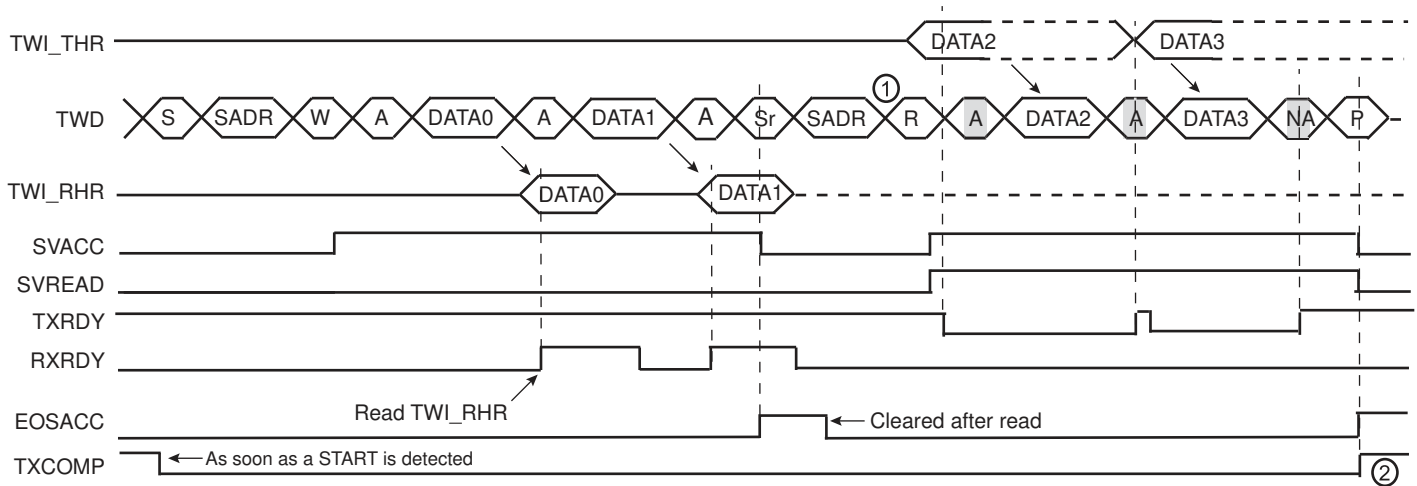 TWI_THR DATA2 DATA3
① 
TWD S SADR W A DATA0 A DATA1 A Sr SADR R A DATA2 A DATA3 NA P
TWI_RHR DATA0 DATA1
SVACC
SVREAD
TXRDY
RXRDY
Read TWI_RHR
EOSACC Cleared after read
TXCOMP As soon as a START is detected ②